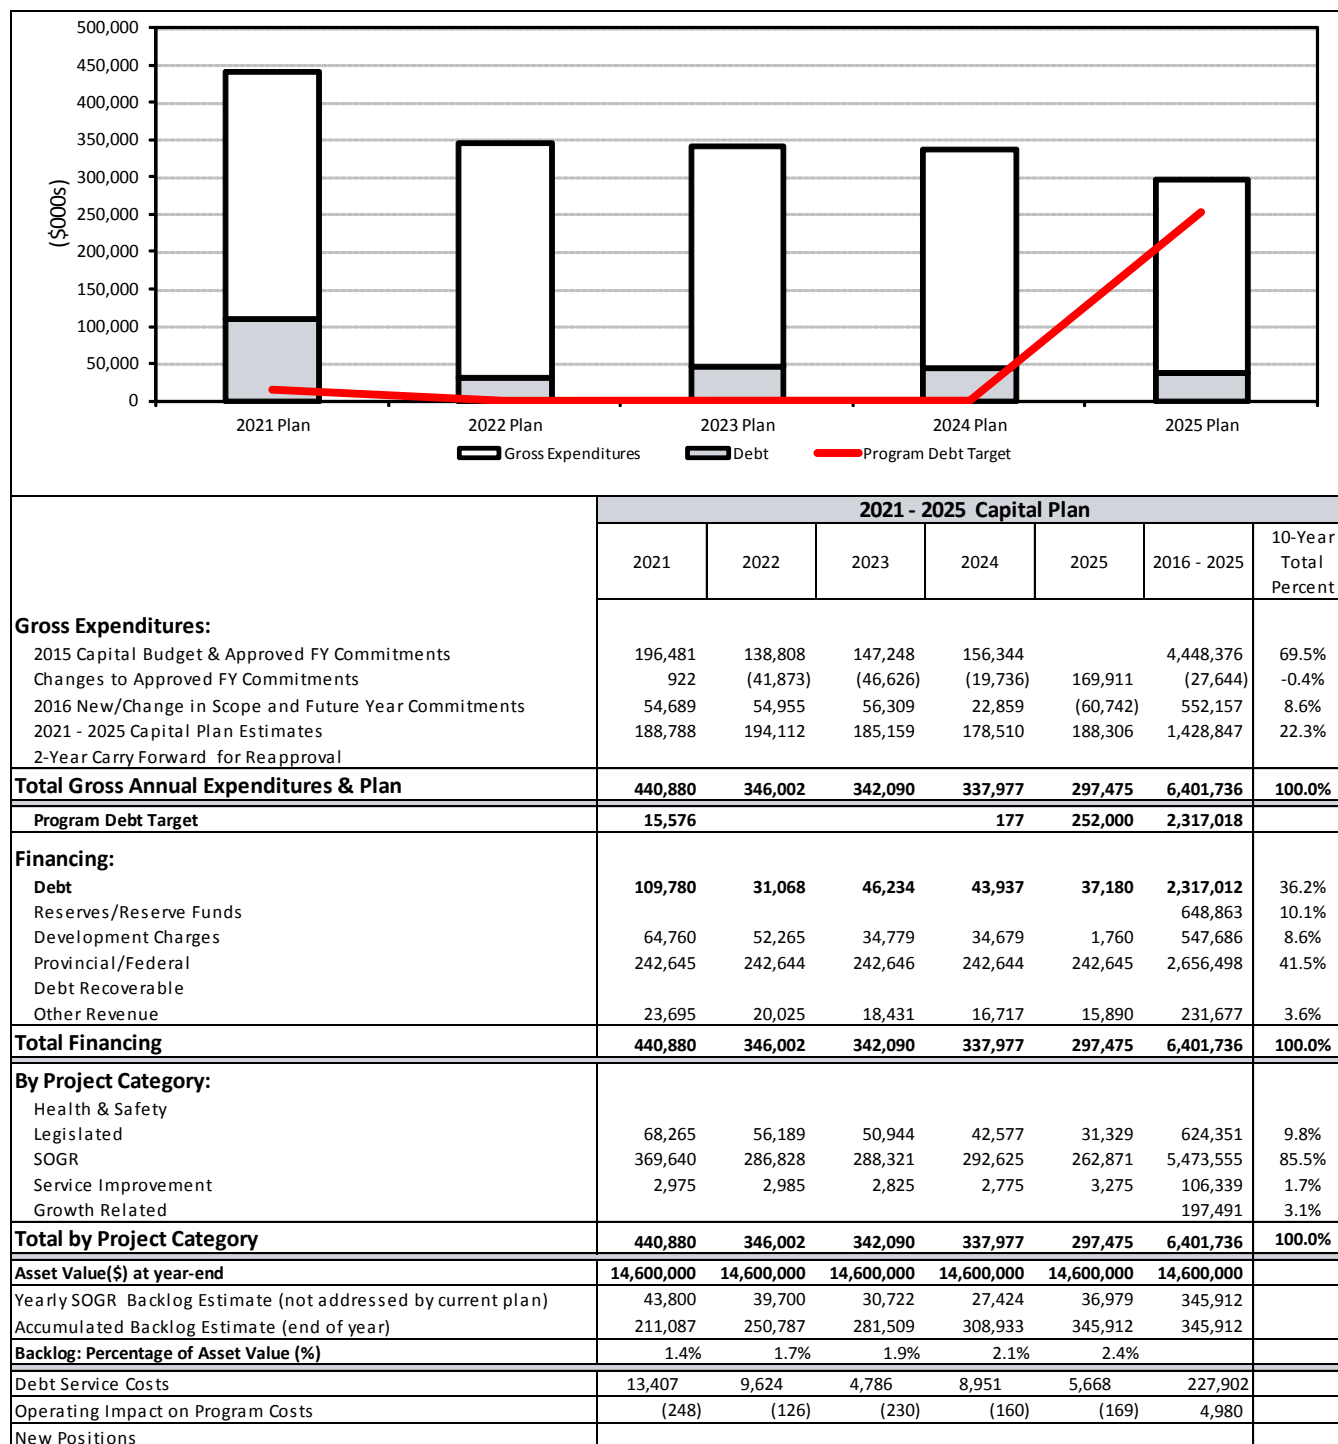 500,000
450,000
400,000
350,000
300,000
250,000
200,000
150,000
100,000
50,000
0
($000s)
2021 Plan 2022 Plan 2023 Plan 2024 Plan 2025 Plan
Gross Expenditures Debt Program Debt Target
2021 - 2025 Capital Plan
2021 2022 2023 2024 2025 2016 - 2025 10-Year Total Percent
Gross Expenditures:
2015 Capital Budget & Approved FY Commitments 196,481 138,808 147,248 156,344 4,448,376 69.5%
Changes to Approved FY Commitments 922 (41,873) (46,626) (19,736) 169,911 (27,644) -0.4%
2016 New/Change in Scope and Future Year Commitments 54,689 54,955 56,309 22,859 (60,742) 552,157 8.6%
2021 - 2025 Capital Plan Estimates 188,788 194,112 185,159 178,510 188,306 1,428,847 22.3%
2-Year Carry Forward for Reapproval
Total Gross Annual Expenditures & Plan 440,880 346,002 342,090 337,977 297,475 6,401,736 100.0%
Program Debt Target 15,576 177 252,000 2,317,018
Financing:
Debt 109,780 31,068 46,234 43,937 37,180 2,317,012 36.2%
Reserves/Reserve Funds 648,863 10.1%
Development Charges 64,760 52,265 34,779 34,679 1,760 547,686 8.6%
Provincial/Federal 242,645 242,644 242,646 242,644 242,645 2,656,498 41.5%
Debt Recoverable
Other Revenue 23,695 20,025 18,431 16,717 15,890 231,677 3.6%
Total Financing 440,880 346,002 342,090 337,977 297,475 6,401,736 100.0%
By Project Category:
Health & Safety
Legislated 68,265 56,189 50,944 42,577 31,329 624,351 9.8%
SOGR 369,640 286,828 288,321 292,625 262,871 5,473,555 85.5%
Service Improvement 2,975 2,985 2,825 2,775 3,275 106,339 1.7%
Growth Related 197,491 3.1%
Total by Project Category 440,880 346,002 342,090 337,977 297,475 6,401,736 100.0%
Asset Value($) at year-end 14,600,000 14,600,000 14,600,000 14,600,000 14,600,000 14,600,000
Yearly SOGR Backlog Estimate (not addressed by current plan) 43,800 39,700 30,722 27,424 36,979 345,912
Accumulated Backlog Estimate (end of year) 211,087 250,787 281,509 308,933 345,912 345,912
Backlog: Percentage of Asset Value (%) 1.4% 1.7% 1.9% 2.1% 2.4%
Debt Service Costs 13,407 9,624 4,786 8,951 5,668 227,902
Operating Impact on Program Costs (248) (126) (230) (160) (169) 4,980
New Positions